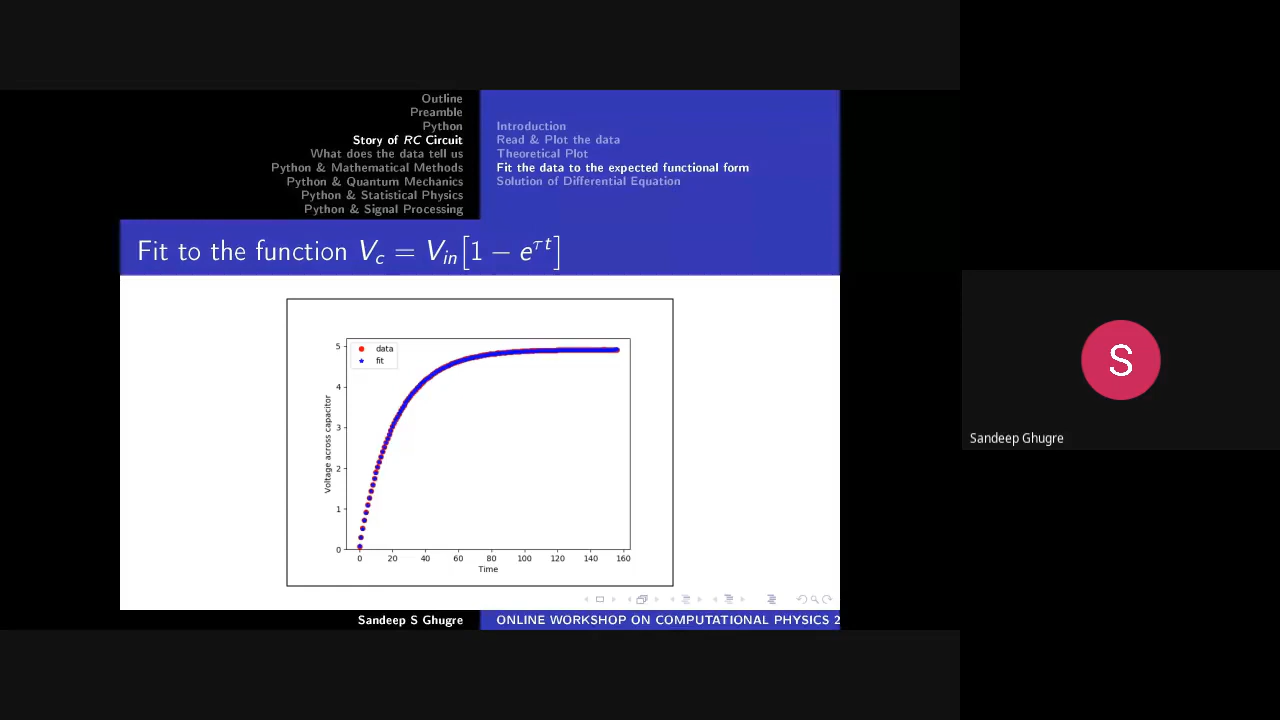 Outline
Preamble
Python
Story of RC Circuit
What does the data tell us
Python & Mathematical Methods
Python & Quantum Mechanics
Python & Statistical Physics
Python & Signal Processing
Introduction
Read & Plot the data
Theoretical Plot
Fit the data to the expected functional form
Solution of Differential Equation
Fit to the function V_c = V_in[1 − e^{τt}]
data
fit
5
4
3
2
1
0
Voltage across capacitor
0 20 40 60 80 100 120 140 160
Time
Sandeep S Ghugre
ONLINE WORKSHOP ON COMPUTATIONAL PHYSICS 2
S
Sandeep Ghugre